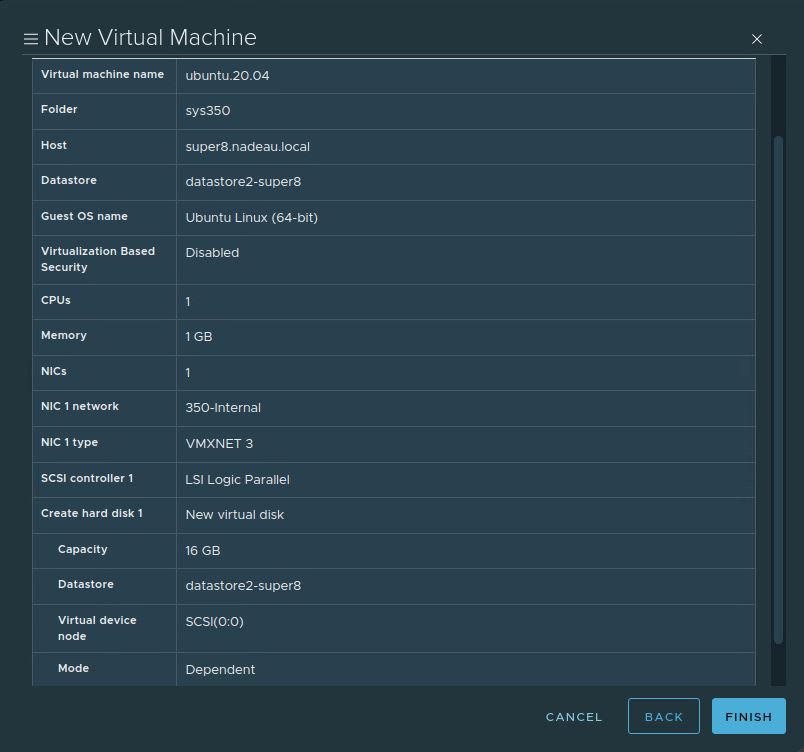 New Virtual Machine
Virtual machine name ubuntu.20.04
Folder sys350
Host super8.nadeau.local
Datastore datastore2-super8
Guest OS name Ubuntu Linux (64-bit)
Virtualization Based Disabled
Security
CPUs 1
Memory 1 GB
NICs 1
NIC 1 network 350-Internal
NIC 1 type VMXNET 3
SCSI controller 1 LSI Logic Parallel
Create hard disk 1 New virtual disk
Capacity 16 GB
Datastore datastore2-super8
Virtual device SCSI(0:0)
node
Mode Dependent
CANCEL BACK FINISH